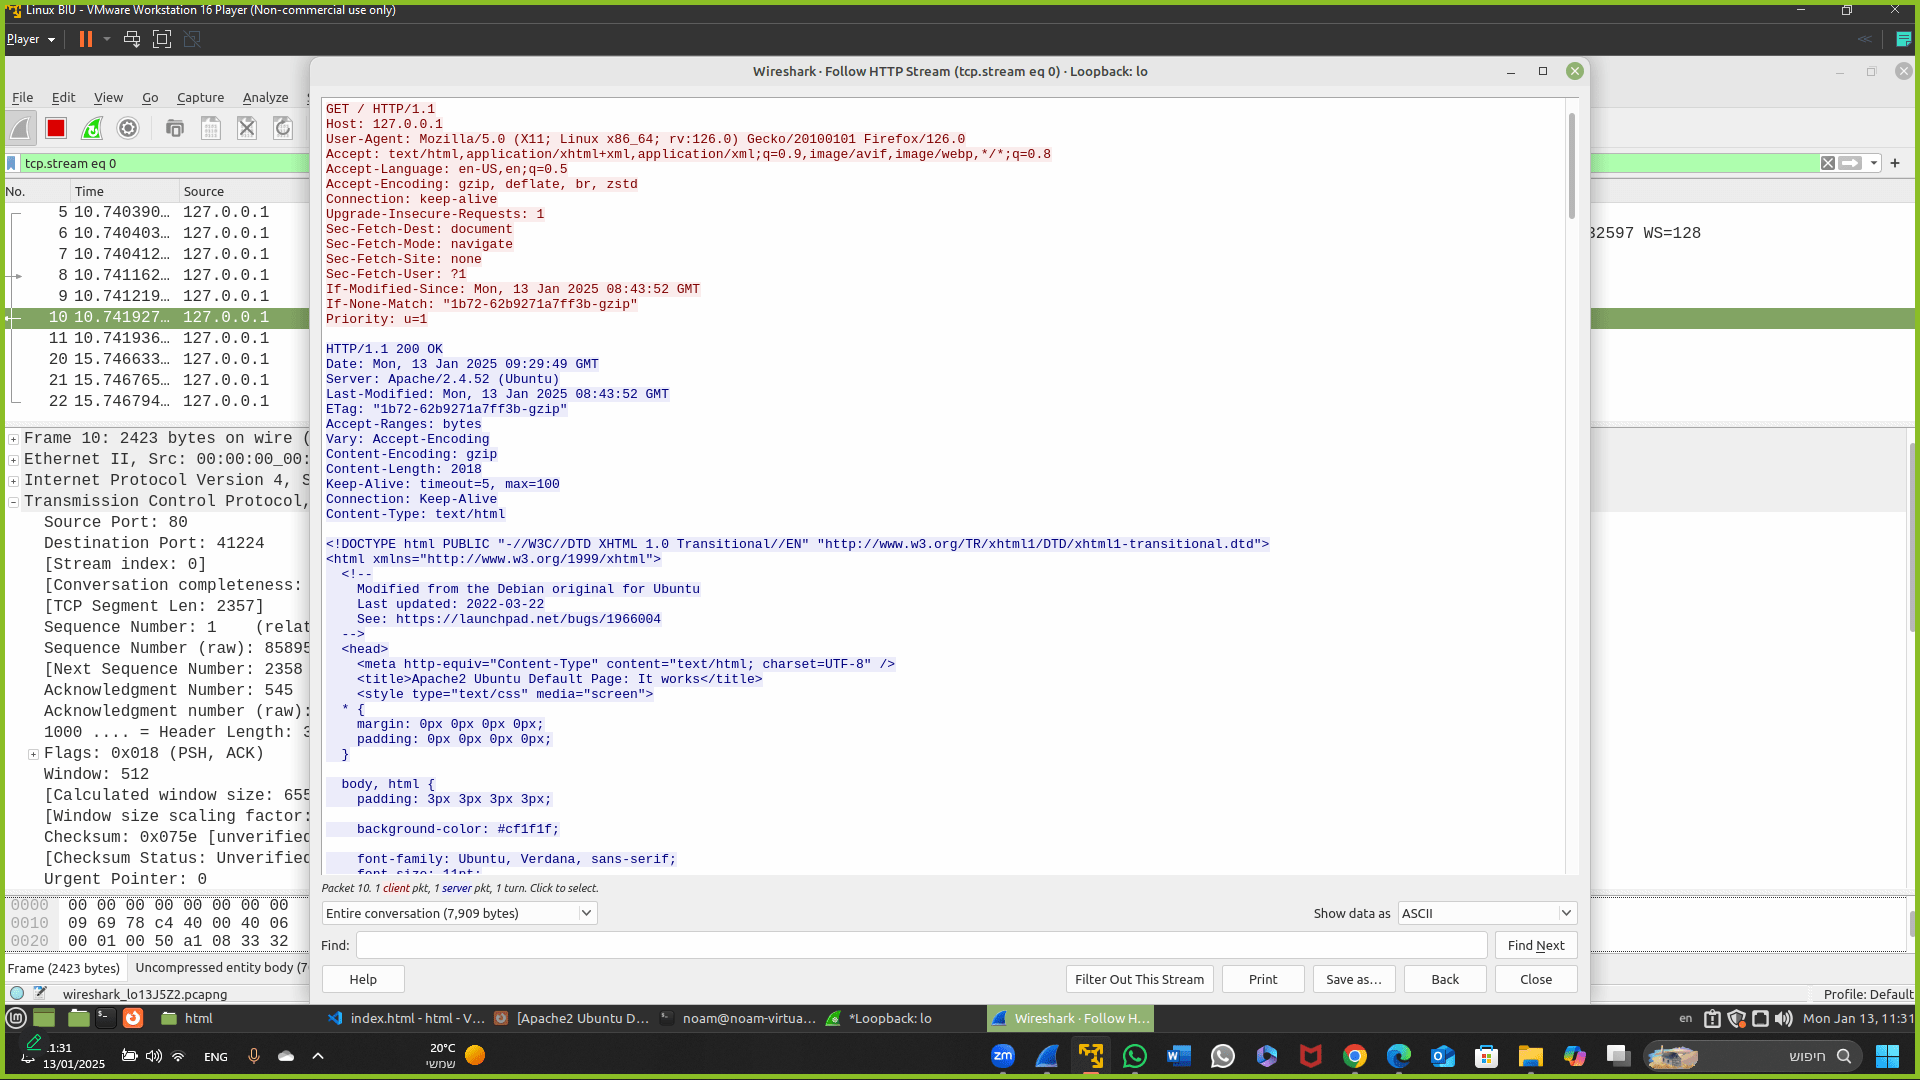 Linux BIU - VMware Workstation 16 Player (Non-commercial use only)
Player
Wireshark · Follow HTTP Stream (tcp.stream eq 0) · Loopback: lo
File Edit View Go Capture Analyze
tcp.stream eq 0
No. Time Source
5 10.740390… 127.0.0.1
6 10.740403… 127.0.0.1
32597 WS=128
7 10.740412… 127.0.0.1
8 10.741162… 127.0.0.1
9 10.741219… 127.0.0.1
10 10.741927… 127.0.0.1
11 10.741936… 127.0.0.1
20 15.746633… 127.0.0.1
21 15.746765… 127.0.0.1
22 15.746794… 127.0.0.1
Frame 10: 2423 bytes on wire (
Ethernet II, Src: 00:00:00_00:
Internet Protocol Version 4, S
Transmission Control Protocol,
Source Port: 80
Destination Port: 41224
[Stream index: 0]
[Conversation completeness:
[TCP Segment Len: 2357]
Sequence Number: 1    (relat
Sequence Number (raw): 85895
[Next Sequence Number: 2358
Acknowledgment Number: 545
Acknowledgment number (raw):
1000 .... = Header Length: 3
Flags: 0x018 (PSH, ACK)
Window: 512
[Calculated window size: 655
[Window size scaling factor:
Checksum: 0x075e [unverified
[Checksum Status: Unverified
Urgent Pointer: 0
0000 00 00 00 00 00 00 00 00
0010 09 69 78 c4 40 00 40 06
0020 00 01 00 50 a1 08 33 32
Frame (2423 bytes) Uncompressed entity body (7
wireshark_lo13J5Z2.pcapng
Profile: Default
GET / HTTP/1.1
Host: 127.0.0.1
User-Agent: Mozilla/5.0 (X11; Linux x86_64; rv:126.0) Gecko/20100101 Firefox/126.0
Accept: text/html,application/xhtml+xml,application/xml;q=0.9,image/avif,image/webp,*/*;q=0.8
Accept-Language: en-US,en;q=0.5
Accept-Encoding: gzip, deflate, br, zstd
Connection: keep-alive
Upgrade-Insecure-Requests: 1
Sec-Fetch-Dest: document
Sec-Fetch-Mode: navigate
Sec-Fetch-Site: none
Sec-Fetch-User: ?1
If-Modified-Since: Mon, 13 Jan 2025 08:43:52 GMT
If-None-Match: "1b72-62b9271a7ff3b-gzip"
Priority: u=1
HTTP/1.1 200 OK
Date: Mon, 13 Jan 2025 09:29:49 GMT
Server: Apache/2.4.52 (Ubuntu)
Last-Modified: Mon, 13 Jan 2025 08:43:52 GMT
ETag: "1b72-62b9271a7ff3b-gzip"
Accept-Ranges: bytes
Vary: Accept-Encoding
Content-Encoding: gzip
Content-Length: 2018
Keep-Alive: timeout=5, max=100
Connection: Keep-Alive
Content-Type: text/html
<!DOCTYPE html PUBLIC "-//W3C//DTD XHTML 1.0 Transitional//EN" "http://www.w3.org/TR/xhtml1/DTD/xhtml1-transitional.dtd">
<html xmlns="http://www.w3.org/1999/xhtml">
<!--
Modified from the Debian original for Ubuntu
Last updated: 2022-03-22
See: https://launchpad.net/bugs/1966004
-->
<head>
<meta http-equiv="Content-Type" content="text/html; charset=UTF-8" />
<title>Apache2 Ubuntu Default Page: It works</title>
<style type="text/css" media="screen">
* {
margin: 0px 0px 0px 0px;
padding: 0px 0px 0px 0px;
}
body, html {
padding: 3px 3px 3px 3px;
background-color: #cf1f1f;
font-family: Ubuntu, Verdana, sans-serif;
font-size: 11pt;
Packet 10. 1 client pkt, 1 server pkt, 1 turn. Click to select.
Entire conversation (7,909 bytes)
Show data as ASCII
Find:
Find Next
Help
Filter Out This Stream Print Save as… Back Close
html
index.html - html - V…
[Apache2 Ubuntu D…
noam@noam-virtua…
*Loopback: lo
Wireshark · Follow H…
en
Mon Jan 13, 11:31
11:31
13/01/2025
ENG
20°C
שמשי
zm
חיפוש